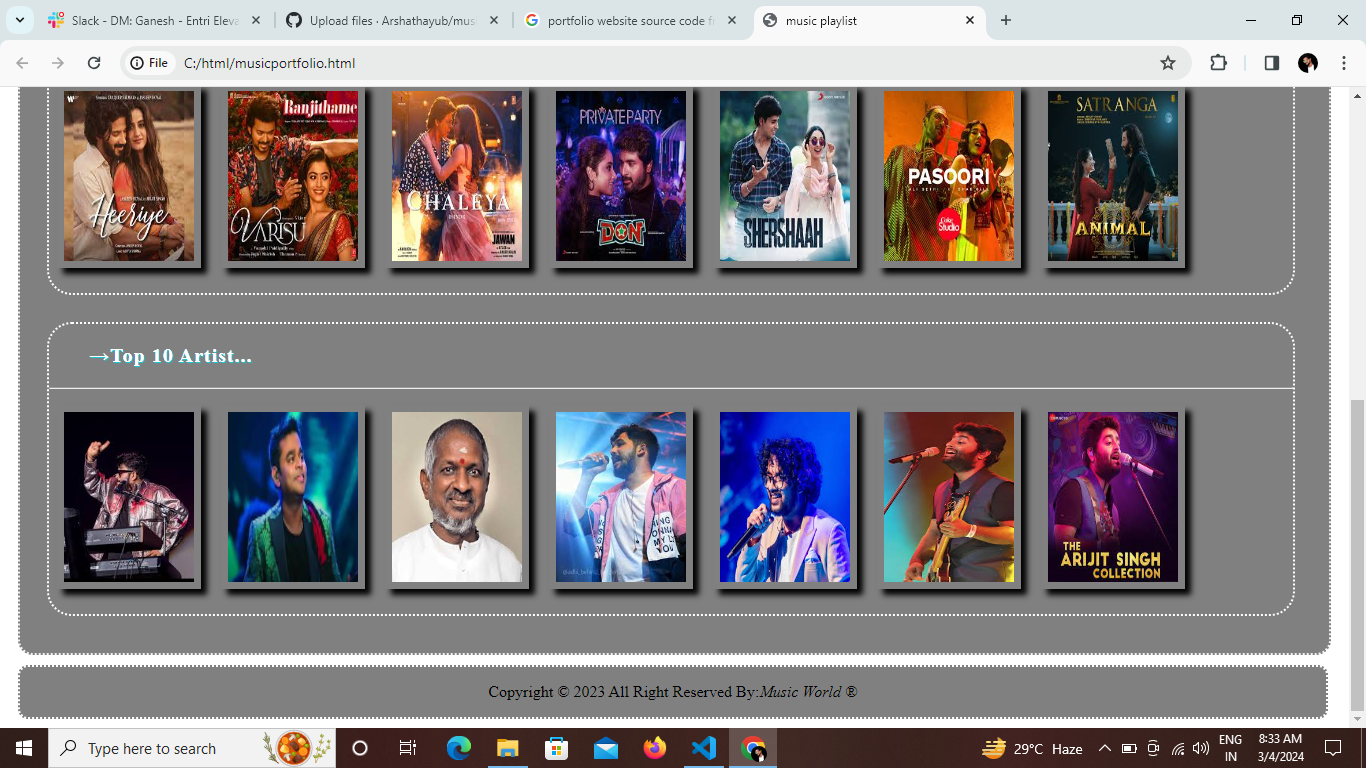 Slack - DM: Ganesh - Entri Eleva
Upload files · Arshathayub/mus
portfolio website source code f
music playlist
File
C:/html/musicportfolio.html
Heeriye
Ranjithame
VARISU
CHALEYA
JAWAN
PRIVATE PARTY
DON
SHERSHAAH
PASOORI
Coke Studio
SATRANGA
ANIMAL
→Top 10 Artist...
THE
ARIJIT SINGH
COLLECTION
Copyright © 2023 All Right Reserved By:Music World ®
Type here to search
29°C Haze
ENG
IN
8:33 AM
3/4/2024